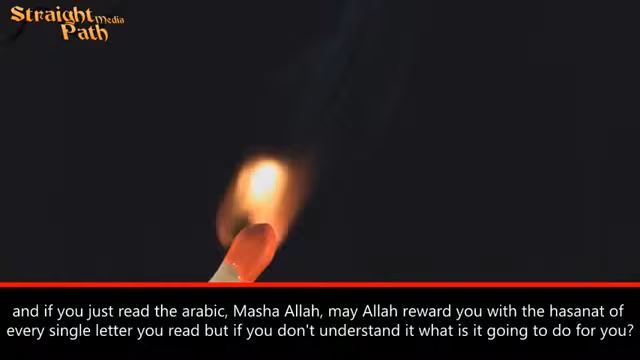 Straight Media
Path
and if you just read the arabic, Masha Allah, may Allah reward you with the hasanat of
every single letter you read but if you don't understand it what is it going to do for you?